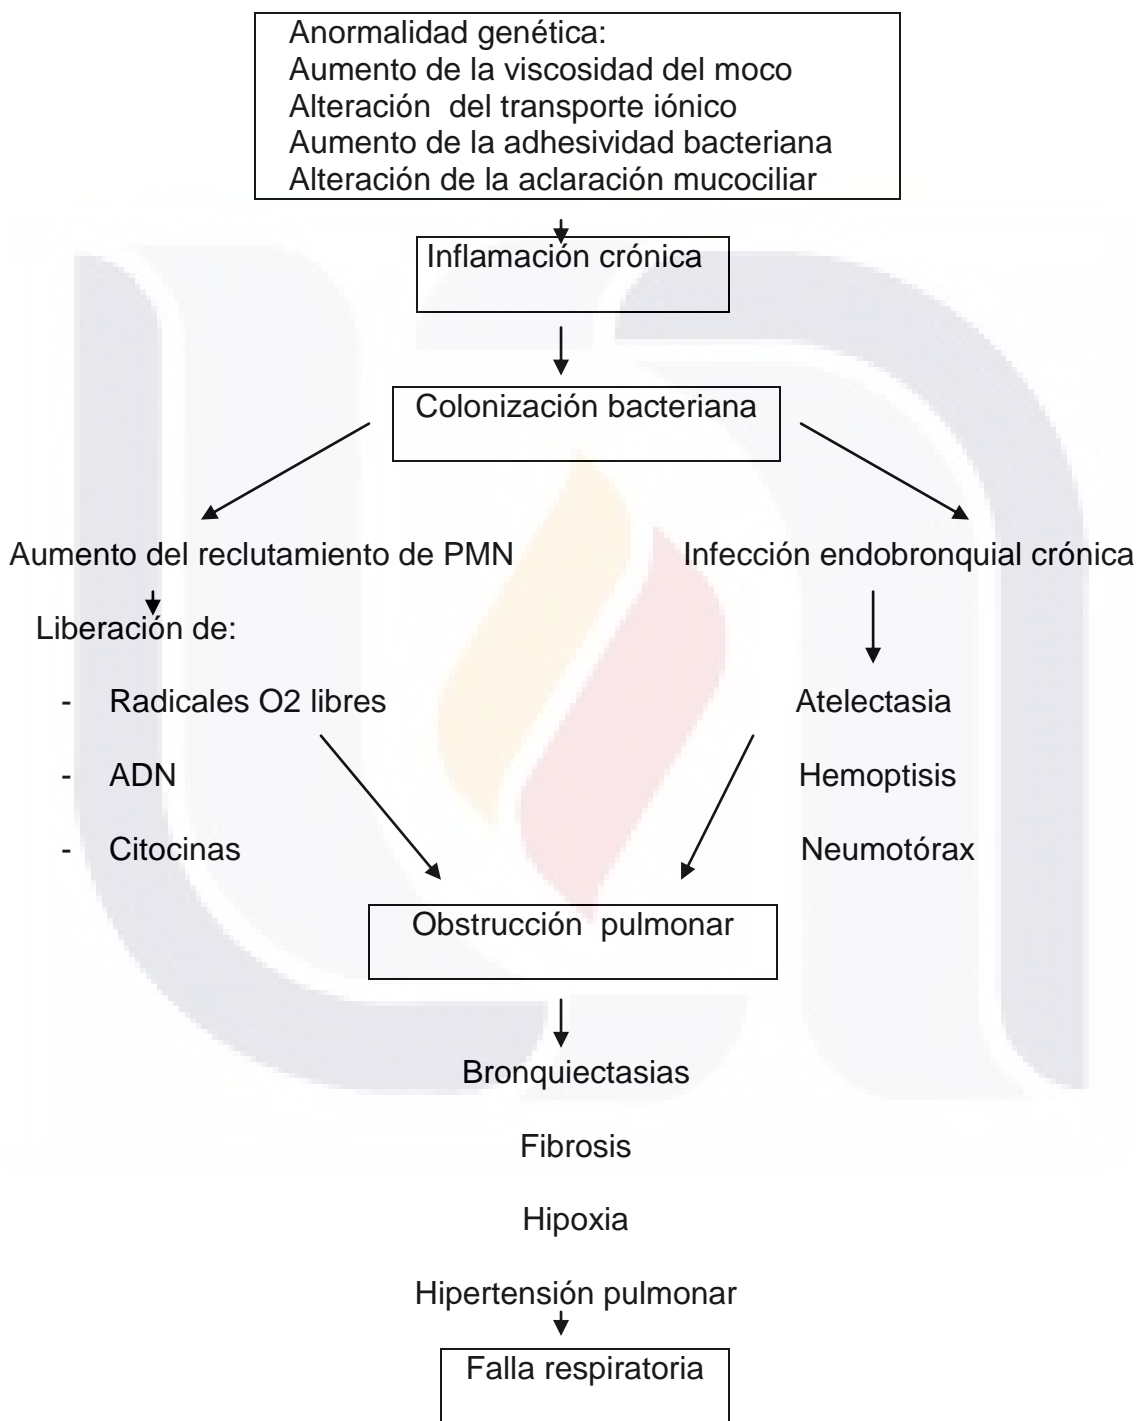 Anormalidad genética:
Aumento de la viscosidad del moco
Alteración del transporte iónico
Aumento de la adhesividad bacteriana
Alteración de la aclaración mucociliar
Inflamación crónica
Colonización bacteriana
Aumento del reclutamiento de PMN
Infección endobronquial crónica
Liberación de:
- Radicales O2 libres
Atelectasia
- ADN
Hemoptisis
- Citocinas
Neumotórax
Obstrucción pulmonar
Bronquiectasias
Fibrosis
Hipoxia
Hipertensión pulmonar
Falla respiratoria